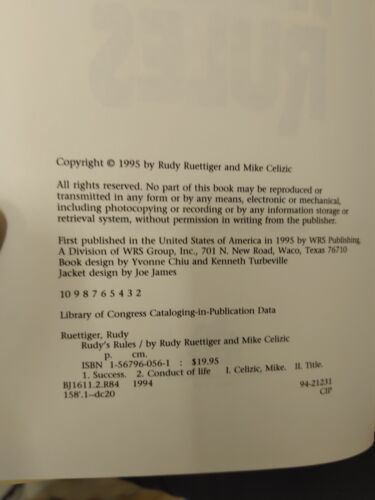 RULES
Copyright © 1995 by Rudy Ruettiger and Mike Celizic
All rights reserved. No part of this book may be reproduced or
transmitted in any form or by any means, electronic or mechanical,
including photocopying or recording or by any information storage or
retrieval system, without permission in writing from the publisher.
First published in the United States of America in 1995 by WRS Publishing,
A Division of WRS Group, Inc., 701 N. New Road, Waco, Texas 76710
Book design by Yvonne Chiu and Kenneth Turbeville
Jacket design by Joe James
10 9 8 7 6 5 4 3 2
Library of Congress Cataloging-in-Publication Data
Ruettiger, Rudy
Rudy's Rules / by Rudy Ruettiger and Mike Celizic
p. cm.
ISBN 1-56796-056-1 : $19.95
1. Success. 2. Conduct of life I. Celizic, Mike. II. Title.
BJ1611.2.R84 1994 94-21231
158'.1--dc20 CIP